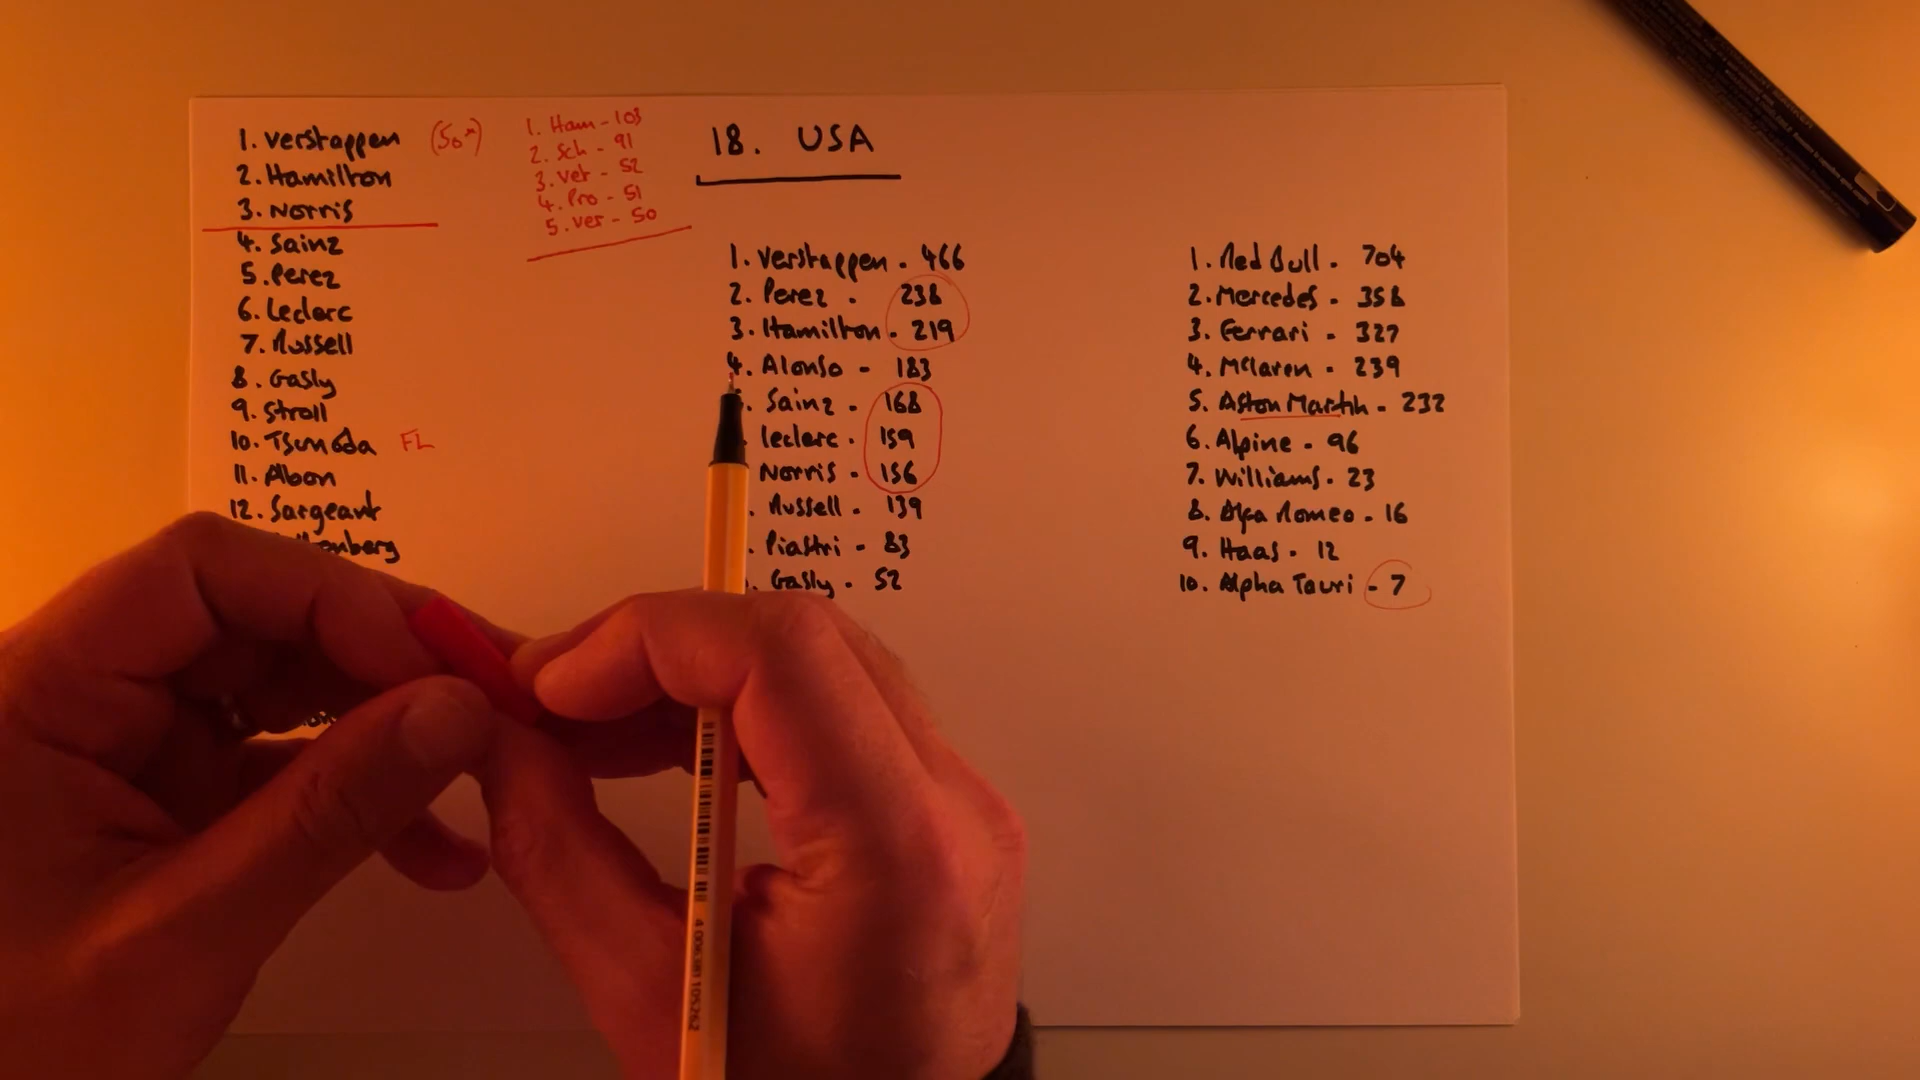 1. Verstappen (50*)
2. Hamilton
3. Norris
4. Sainz
5. Perez
6. Leclerc
7. Russell
8. Gasly
9. Stroll
10. Tsunoda FL
11. Albon
12. Sargeant
1. Ham - 103
2. Sch - 91
3. Vet - 52
4. Pro - 51
5. Ver - 50
18. USA
1. Verstappen - 466
2. Perez - 238
3. Hamilton - 219
4. Alonso - 183
. Sainz - 168
. Leclerc - 159
Norris - 156
. Russell - 139
. Piastri - 83
. Gasly - 52
1. Red Bull - 704
2. Mercedes - 358
3. Ferrari - 327
4. McLaren - 239
5. Aston Martin - 232
6. Alpine - 96
7. Williams - 23
8. Alfa Romeo - 16
9. Haas - 12
10. Alpha Tauri - 7